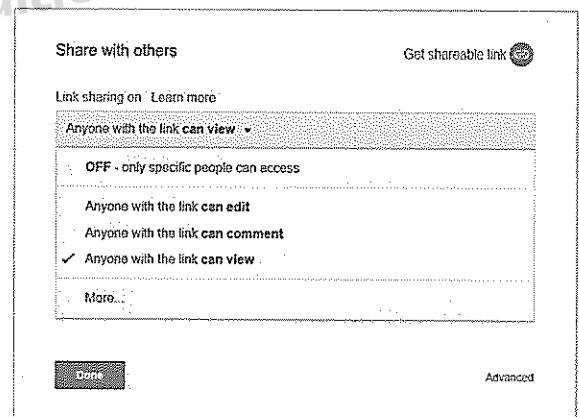 Share with others
Get shareable link
Link sharing on Learn more
Anyone with the link can view
OFF - only specific people can access
Anyone with the link can edit
Anyone with the link can comment
Anyone with the link can view
More...
Done
Advanced